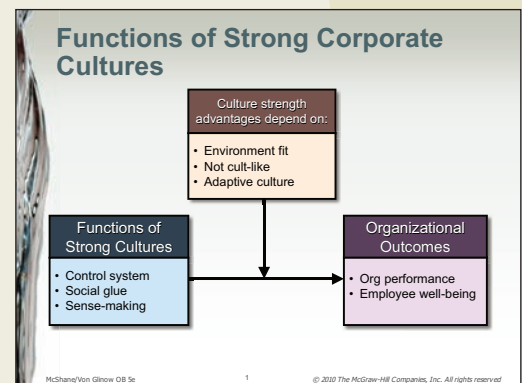 Functions of Strong Corporate
Cultures
Culture strength
advantages depend on:
• Environment fit
• Not cult-like
• Adaptive culture
Functions of
Strong Cultures
• Control system
• Social glue
• Sense-making
Organizational
Outcomes
• Org performance
• Employee well-being
McShane/Von Glinow OB 5e
1
© 2010 The McGraw-Hill Companies, Inc. All rights reserved